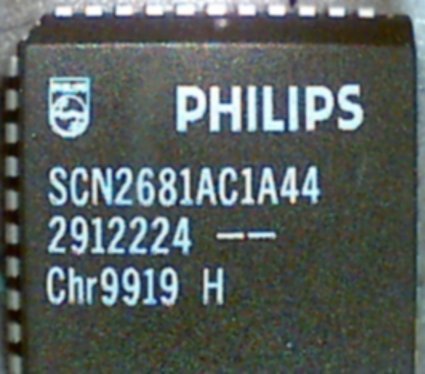 PHILIPS
SCN2681AC1A44
2912224 --
Chr9919 H